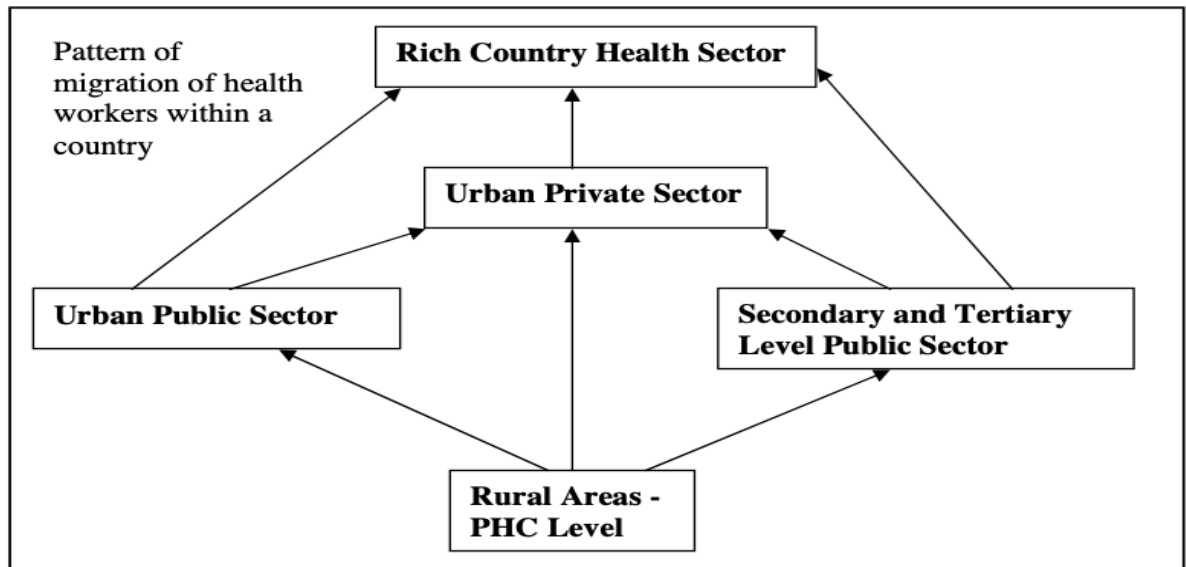 Pattern of
migration of health
workers within a
country
Rich Country Health Sector
Urban Private Sector
Urban Public Sector
Secondary and Tertiary
Level Public Sector
Rural Areas -
PHC Level